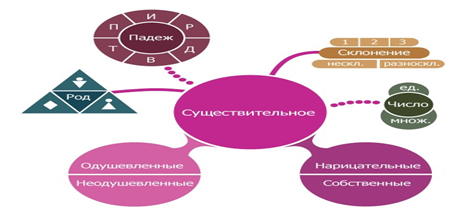 И
П Р
Падеж
Т Д
В
1 2 3
Склонение
нескл. разноскл.
Род
Существительное
ед.
Число
множ.
Одушевленные
Неодушевленные
Нарицательные
Собственные